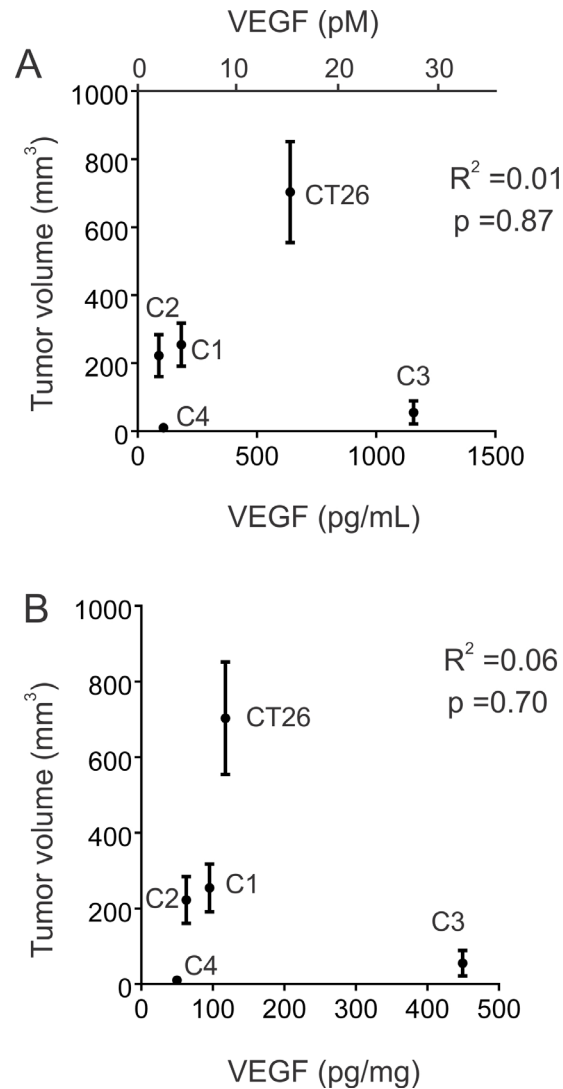 VEGF (pM)
A
0 10 20 30
1000
800
600
400
200
0
Tumor volume (mm³)
R² =0.01
p =0.87
CT26
C2
C1
C3
C4
0 500 1000 1500
VEGF (pg/mL)
B
1000
800
600
400
200
0
Tumor volume (mm³)
R² =0.06
p =0.70
CT26
C2
C1
C3
C4
0 100 200 300 400 500
VEGF (pg/mg)